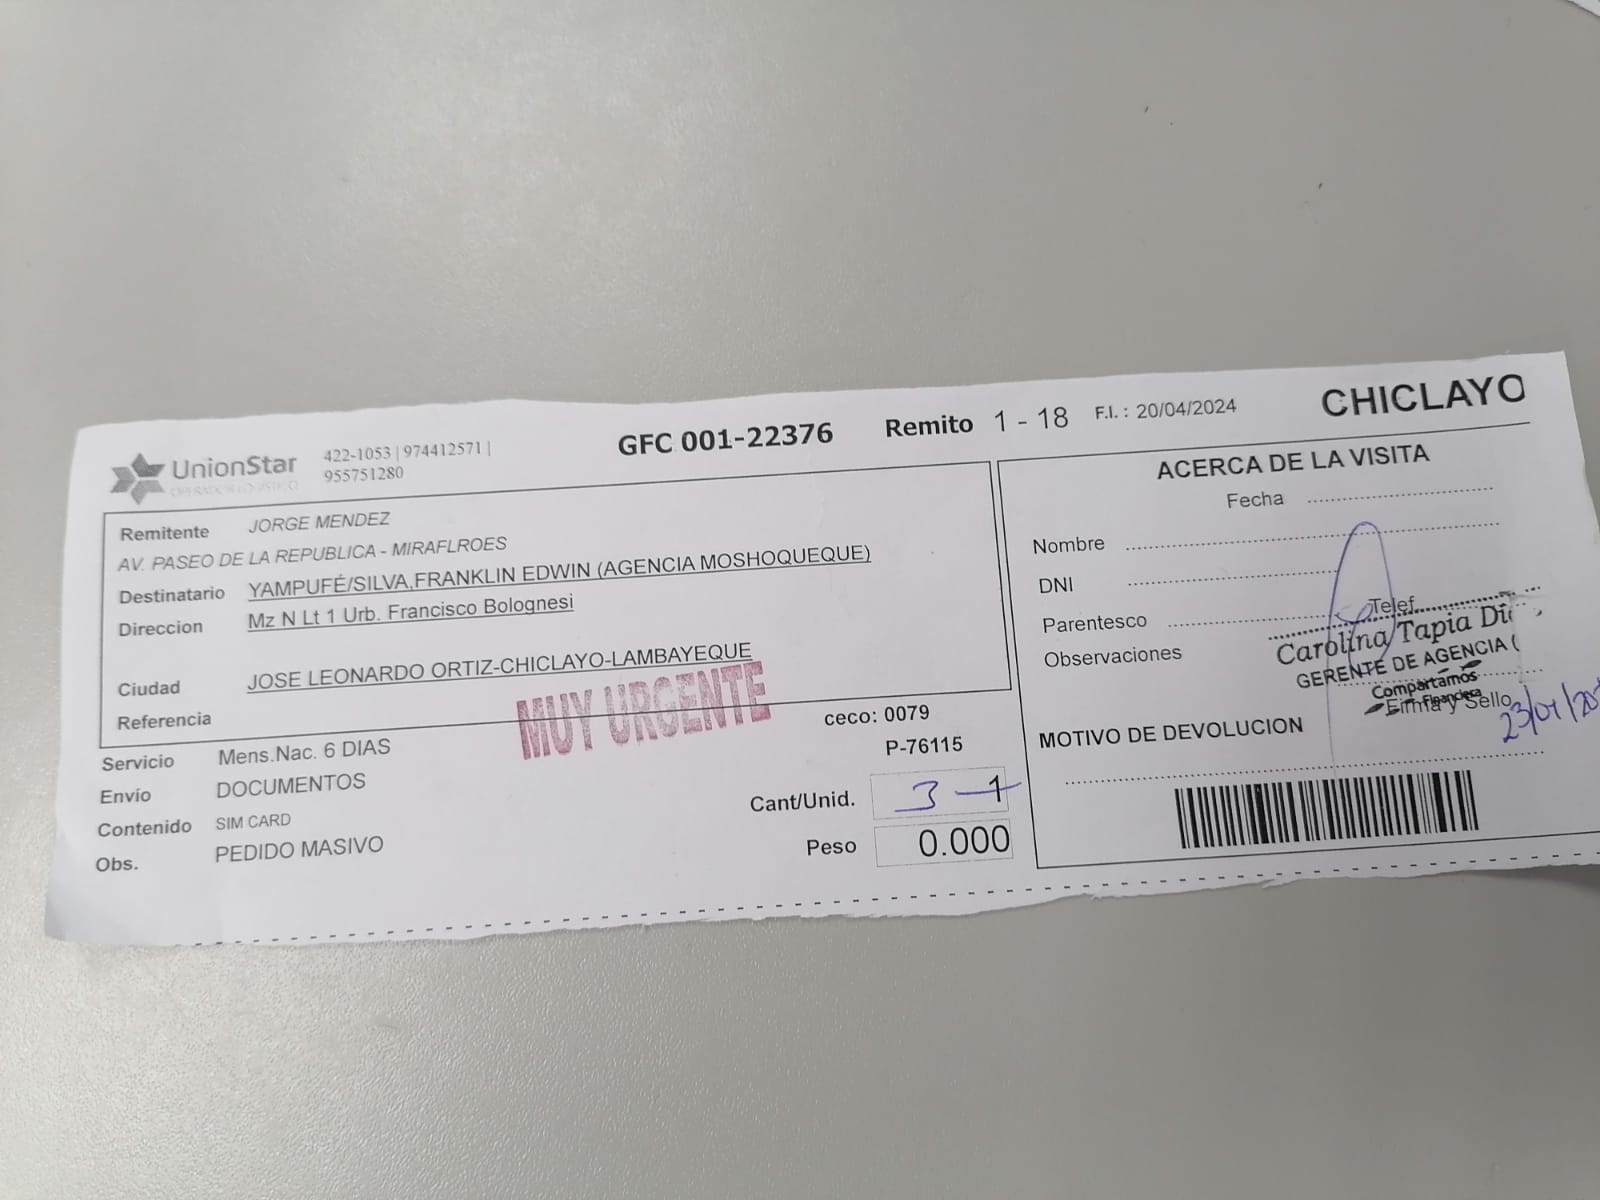 UnionStar
OPERADOR LOGISTICO
422-1053 | 974412571 |
955751280
GFC 001-22376
Remito 1 - 18
F.I. : 20/04/2024
CHICLAYO
Remitente JORGE MENDEZ
AV. PASEO DE LA REPUBLICA - MIRAFLROES
Destinatario YAMPUFÉ/SILVA,FRANKLIN EDWIN (AGENCIA MOSHOQUEQUE)
Direccion Mz N Lt 1 Urb. Francisco Bolognesi
Ciudad JOSE LEONARDO ORTIZ-CHICLAYO-LAMBAYEQUE
Referencia
MUY URGENTE
Servicio Mens.Nac. 6 DIAS
Envío DOCUMENTOS
Contenido SIM CARD
Obs. PEDIDO MASIVO
ceco: 0079
P-76115
Cant/Unid. 3 - 1
Peso 0.000
ACERCA DE LA VISITA
Fecha
Nombre
DNI
Parentesco Telef.
Observaciones
Carolina Tapia
GERENTE DE AGENCIA (
Compartamos
Financiera
Firma y Sello
MOTIVO DE DEVOLUCION